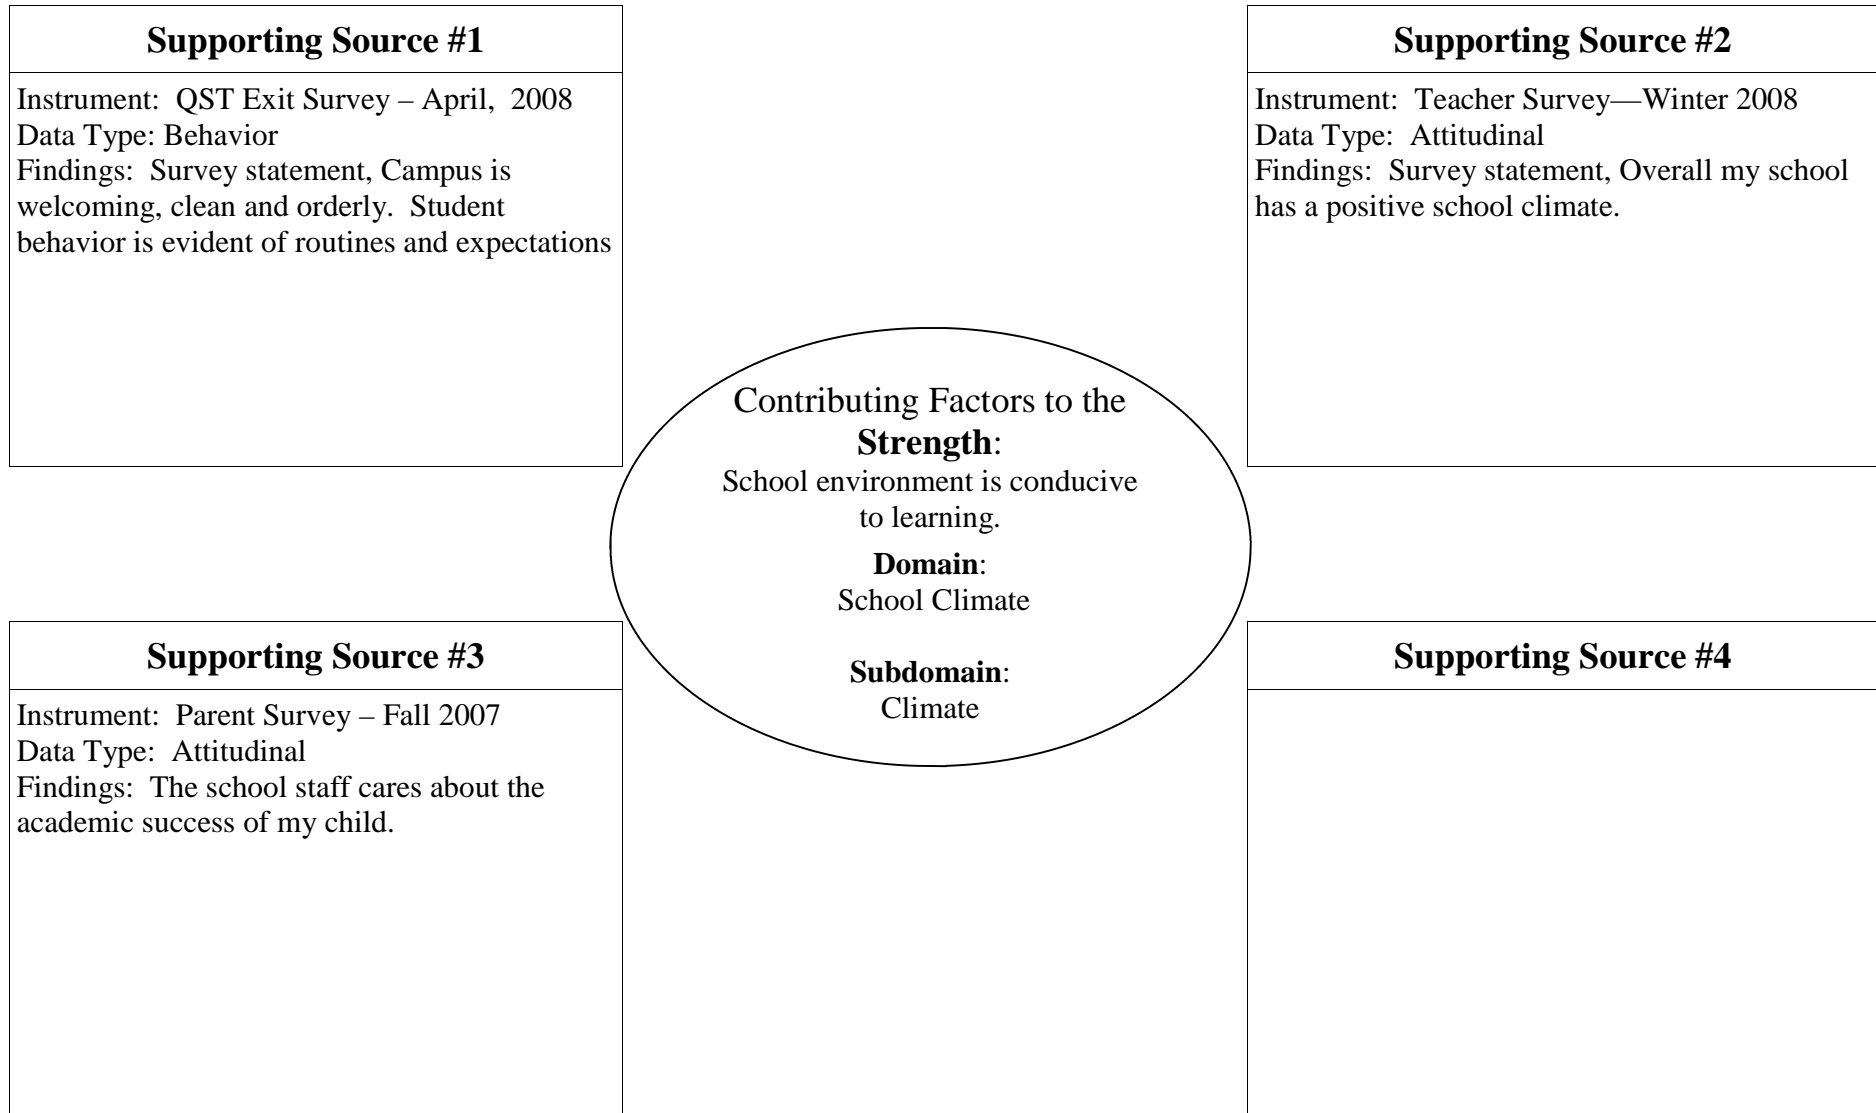 Supporting Source #1
Instrument:  QST Exit Survey – April,  2008
Data Type: Behavior
Findings:  Survey statement, Campus is
welcoming, clean and orderly.  Student
behavior is evident of routines and expectations
Supporting Source #2
Instrument:  Teacher Survey—Winter 2008
Data Type:  Attitudinal
Findings:  Survey statement, Overall my school
has a positive school climate.
Contributing Factors to the
Strength:
School environment is conducive
to learning.
Domain:
School Climate
Subdomain:
Climate
Supporting Source #3
Instrument:  Parent Survey – Fall 2007
Data Type:  Attitudinal
Findings:  The school staff cares about the
academic success of my child.
Supporting Source #4